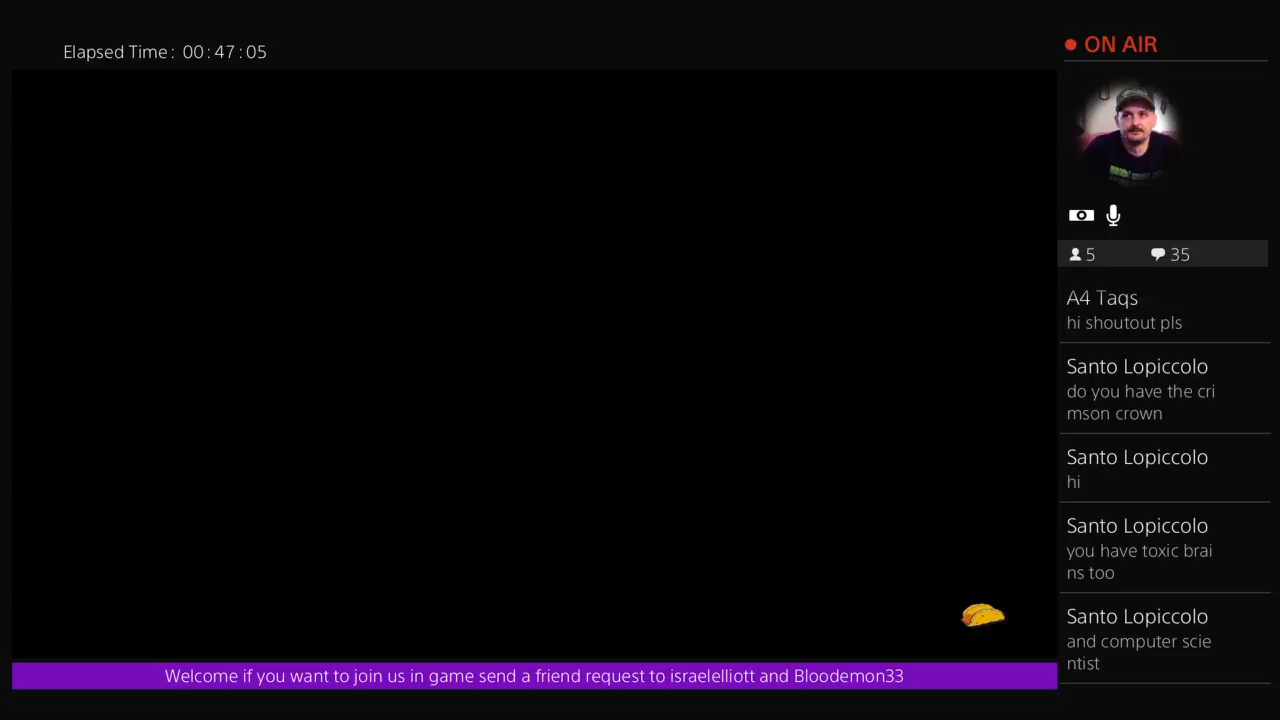 Elapsed Time: 00:47:05
ON AIR
5 35
A4 Taqs
hi shoutout pls
Santo Lopiccolo
do you have the cri
mson crown
Santo Lopiccolo
hi
Santo Lopiccolo
you have toxic brai
ns too
Santo Lopiccolo
and computer scie
ntist
Welcome if you want to join us in game send a friend request to israelelliott and Bloodemon33